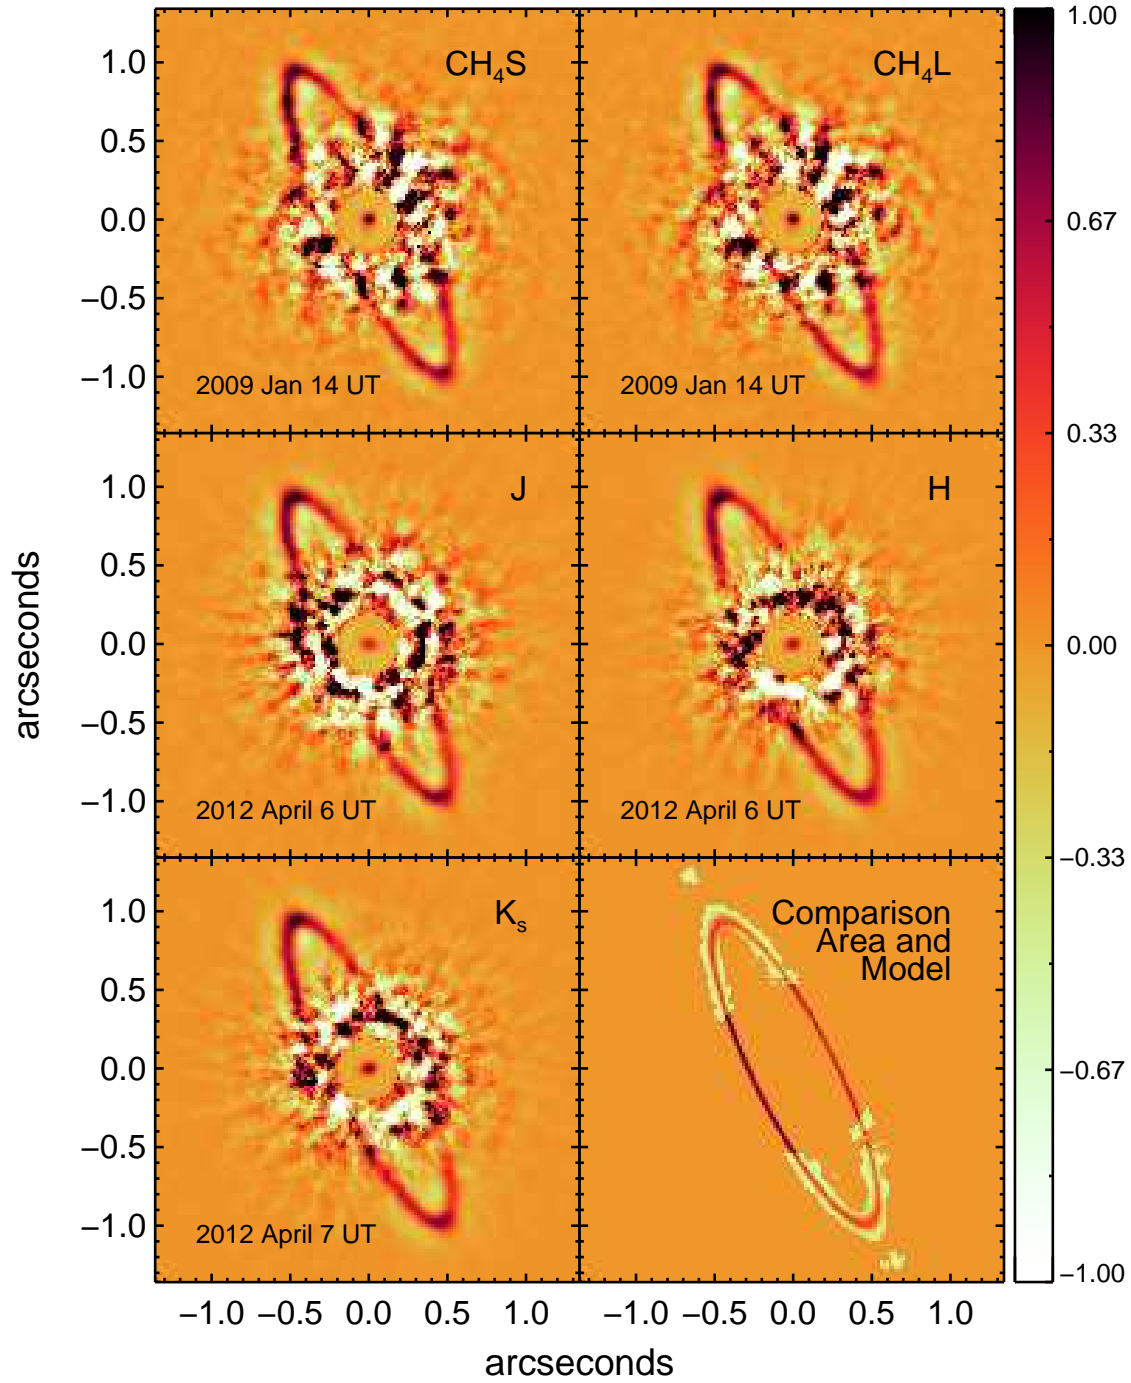 CH₄S
CH₄L
1.0
0.5
0.0
−0.5
−1.0
2009 Jan 14 UT
2009 Jan 14 UT
J
H
1.0
0.5
0.0
−0.5
−1.0
2012 April 6 UT
2012 April 6 UT
arcseconds
Kₛ
Comparison
Area and
Model
1.0
0.5
0.0
−0.5
−1.0
2012 April 7 UT
−1.0 −0.5 0.0 0.5 1.0
−1.0 −0.5 0.0 0.5 1.0
arcseconds
1.00
0.67
0.33
0.00
−0.33
−0.67
−1.00